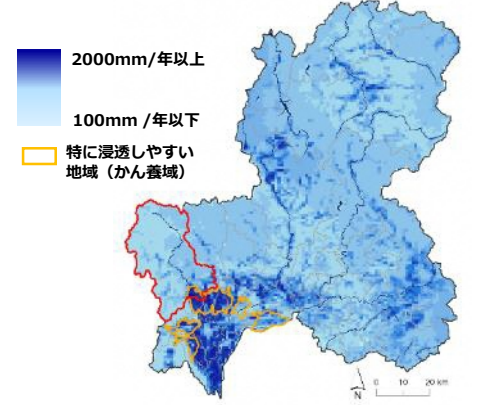 2000mm/年以上
100mm /年以下
特に浸透しやすい
地域（かん養域）
N
0 10 20 km